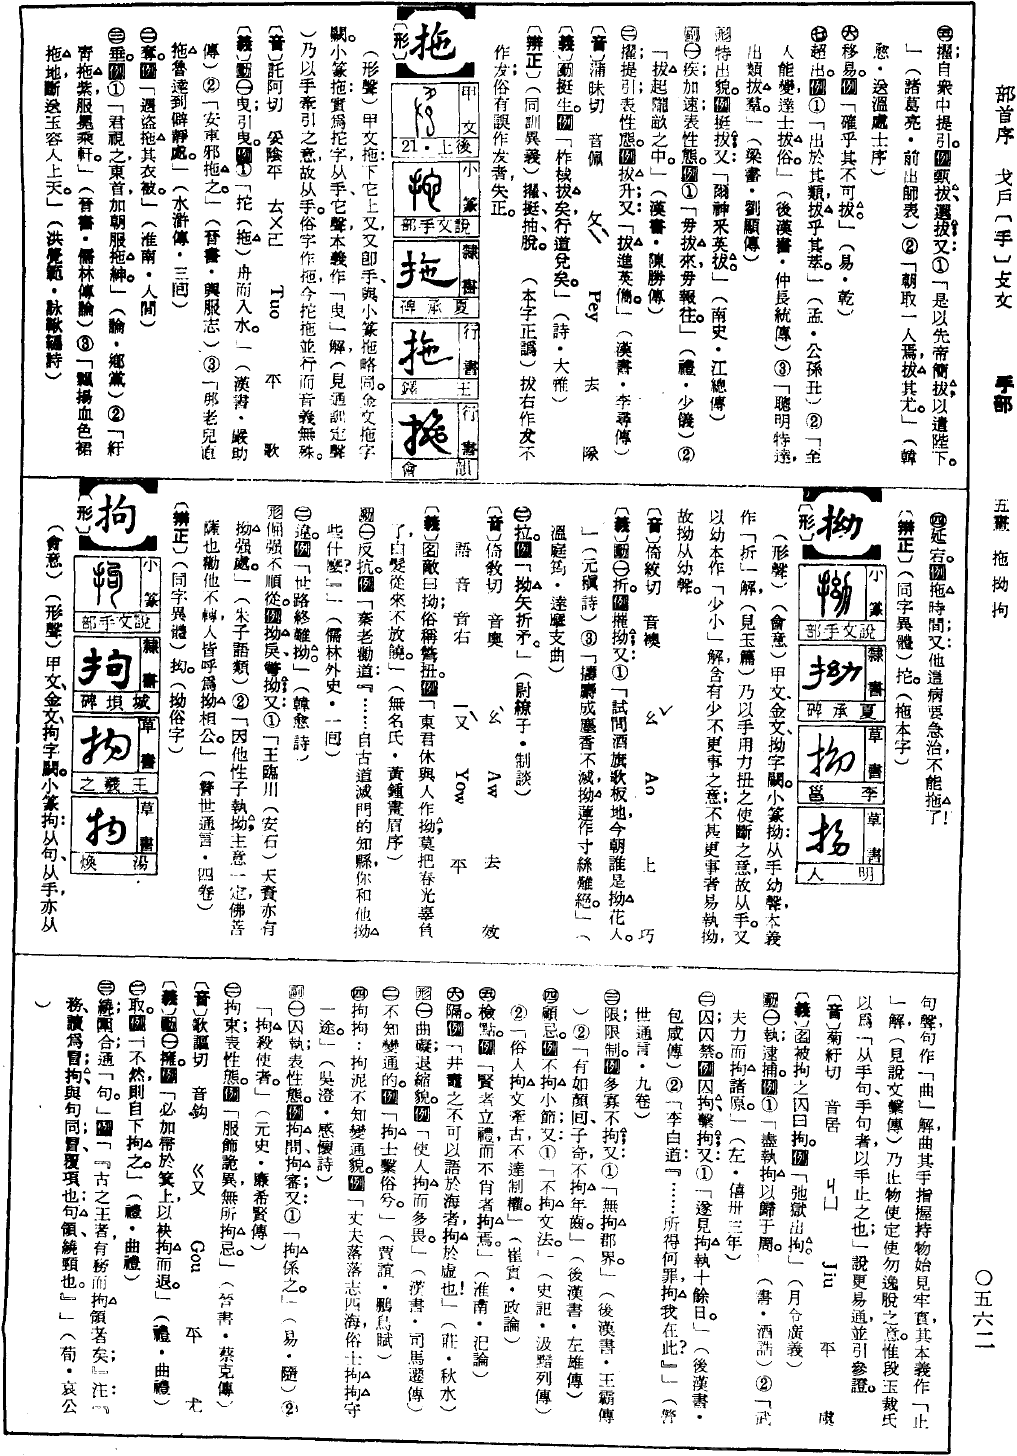 部首序　戈戶「手」攴文　手部　五畫　拖拗拘　〇五六二
㊄擢自衆中提引。例甄拔、選拔又：①「是以先帝簡拔以遺陛下。
」（諸葛亮・前出師表）②「朝取一人焉，拔其尤。」（韓
愈・送溫處士序）
㊅移易。例「確乎其不可拔。」（易・乾）
㊆超出。例①「出於其類，拔乎其萃。」（孟・公孫丑）②「至
人能變，達士拔俗。」（後漢書・仲長統傳）③「聰明特達，
出類拔羣。」（梁書・劉顯傳）
形特出貌。例挺拔又：「爾神釆英拔。」（南史・江總傳）
副㊀疾；加速；表性態。例①「毋拔來，毋報往。」（禮・少儀）②
「拔起隴畝之中。」（漢書・陳勝傳）
㊁擢；提引；表性態。例拔升又：「拔進英儁。」（漢書・李尋傳）
〔音〕蒲昧切　音佩　ㄆㄟˋ　Pey　去　隊
〔義〕動挺生。例「柞棫拔矣，行道兌矣。」（詩・大雅）
〔辨正〕（同訓異義）擢、挺、抽、脫。（本字正譌）拔右作犮不
作友，俗有誤作友者失正。
拖
〔形〕
甲文　後上・21
小篆　說文手部
隸書　夏承碑
行書　王鐸
行書　韻會
（形聲）甲文拖：下它上又，又卽手，與小篆拖略同。金文拖字
闕。小篆拖：實爲拕字，从手，它聲，本義作「曳」解（見通訓定聲
）乃以手牽引之意，故从手。俗字作拖，今拕拖並行而音義無殊。
〔音〕託阿切　妥陰平　ㄊㄨㄛ　Tuo　平　歌
〔義〕動㊀曳；引曳。例①「拕（拖）舟而入水。」（漢書・嚴助
傳）②「安車邪拖之。」（晉書・輿服志）③「那老兒直
拖魯達到僻靜處。」（水滸傳・三回）
㊁奪。例「遇盜，拖其衣被。」（淮南・人閒）
㊂垂。例①「君視之，東首，加朝服，拖紳。」（論・鄉黨）②「紆
靑拖紫，服冕乘軒。」（晉書・儒林傳論）③「飄揚血色裙
拖地，斷送玉容人上天。」（洪覺範・詠鞦韆詩）
㊃延宕。例拖時間又：他這病要急治，不能拖了！
〔辨正〕（同字異體）拕。（拖本字）
拗
〔形〕
小篆　說文手部
隸書　夏承碑
草書　李邕
草書　明人
（形聲）（會意）甲文、金文、拗字闕。小篆拗：从手，幼聲，本義
作「折」解，（見玉篇）乃以手用力扭之使斷之意，故从手。又
以幼本作「少小」解，含有少不更事之意；不甚更事者易執拗，
故拗从幼聲。
〔音〕倚絞切　音襖　ㄠˇ　Ao　上　巧
〔義〕動㊀折。例摧拗又：①「試問酒旗歌板地，今朝誰是拗花人。
」（元稹詩）③「擣麝成塵香不滅，拗蓮作寸絲難絕。」（
溫庭筠・達摩支曲）
㊁拉。例「拗矢折矛。」（尉繚子・制談）
〔音〕倚敎切　音奧　ㄠˋ　Aw　去　效
語音　音右　ㄧㄡˋ　Yow　平
〔義〕名敵曰拗，俗稱彆扭。例「東君休與人作拗，莫把春光辜負
了，白髮從來不放饒。」（無名氏・黃鍾畫眉序）
動㊀反抗。例「秦老勸道：『……自古道，滅門的知縣，你和他拗
些什麼？』」（儒林外史・一回）
㊁違。例「世路終難拗。」（韓愈詩）
形倔强不順從。例拗戾、彆拗又：①「王臨川（安石）天資亦有
拗强處。」（朱子語類）②「因他性子執拗，主意一定，佛菩
薩也勸他不轉，人皆呼爲拗相公。」（警世通言・四卷）
〔辨正〕（同字異體）抝。（拗俗字）
拘
〔形〕
小篆　說文手部
隸書　城垻碑
草書　王羲之
草書　湯煥
（會意）（形聲）甲文、金文、拘字闕。小篆拘：从句、从手，亦从
句聲，句作「曲」解，曲其手指握持物始見牢實，其本義作「止
」解（見說文繫傳）乃止物使定使勿逸脫之意。惟段玉裁氏
以爲「从手句，手句者，以手止之也」說更易通，並引參證。
〔音〕菊紆切　音居　ㄐㄩ　Jiu　平　虞
〔義〕名被拘之囚曰拘。例「弛獄出拘。」（月令廣義）
動㊀執；逮捕。例①「盡執拘以歸于周。」（書・酒誥）②「武
夫力而拘諸原。」（左・僖卅三年）
㊁囚；囚禁。例囚拘、繫拘又：①「遂見拘執十餘日。」（後漢書・
包咸傳）②「李白道：『……所得何罪，拘我在此？』」（警
世通言・九卷）
㊂限；限制。例多寡不拘又：①「無拘郡界。」（後漢書・王霸傳
）②「有如顏回、子奇，不拘年齒。」（後漢書・左雄傳）
㊃顧忌。例不拘小節又：①「不拘文法。」（史記・汲黯列傳）
②「俗人拘文牽古，不達制權。」（崔實・政論）
㊄檢點。例「賢者立禮，而不肖者拘焉。」（淮南・氾論）
㊅隔。例「井鼃之不可以語於海者，拘於虛也！」（莊・秋水）
形㊀曲；礙；退縮貌。例「使人拘而多畏。」（漢書・司馬遷傳）
㊁不知變通的。例「拘士繫俗兮。」（賈誼・鵩鳥賦）
㊃拘拘：拘泥不知變通貌。例「丈夫落落志四海，俗士拘拘守
一途。」（吳澄・感懷詩）
副㊀囚執；表性態。例拘問、拘審又：①「拘係之。」（易・隨）②
「拘殺使者。」（元史・廉希賢傳）
㊁拘束；表性態。例「服飾詭異，無所拘忌。」（晉書・蔡克傳）
〔音〕歌謳切　音鈎　ㄍㄡ　Gou　平　尤
〔義〕動㊀擁。例「必加帚於箕上，以袂拘而退。」（禮・曲禮）
㊁取。例「不然，則自下拘之。」（禮・曲禮）
㊂繞；圍合；通「句。」例「『古之王者，有務而拘領者矣』；注：『
務讀爲冒，拘與句同。冒，覆項也；句領，繞頸也。』」（荀・哀公
）